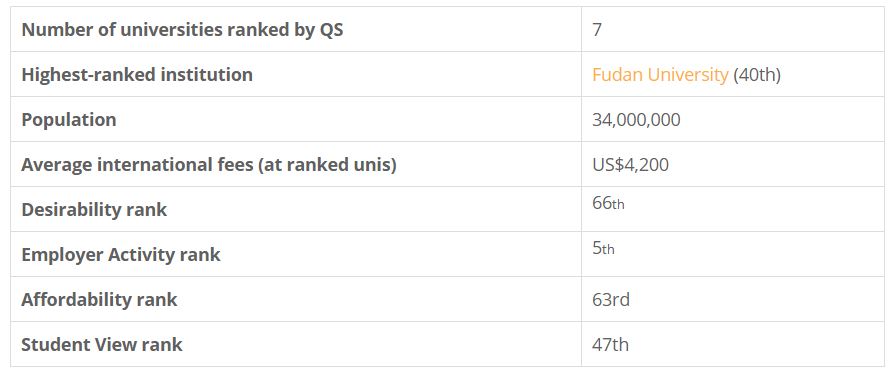 Number of universities ranked by QS 7
Highest-ranked institution Fudan University (40th)
Population 34,000,000
Average international fees (at ranked unis) US$4,200
Desirability rank 66th
Employer Activity rank 5th
Affordability rank 63rd
Student View rank 47th